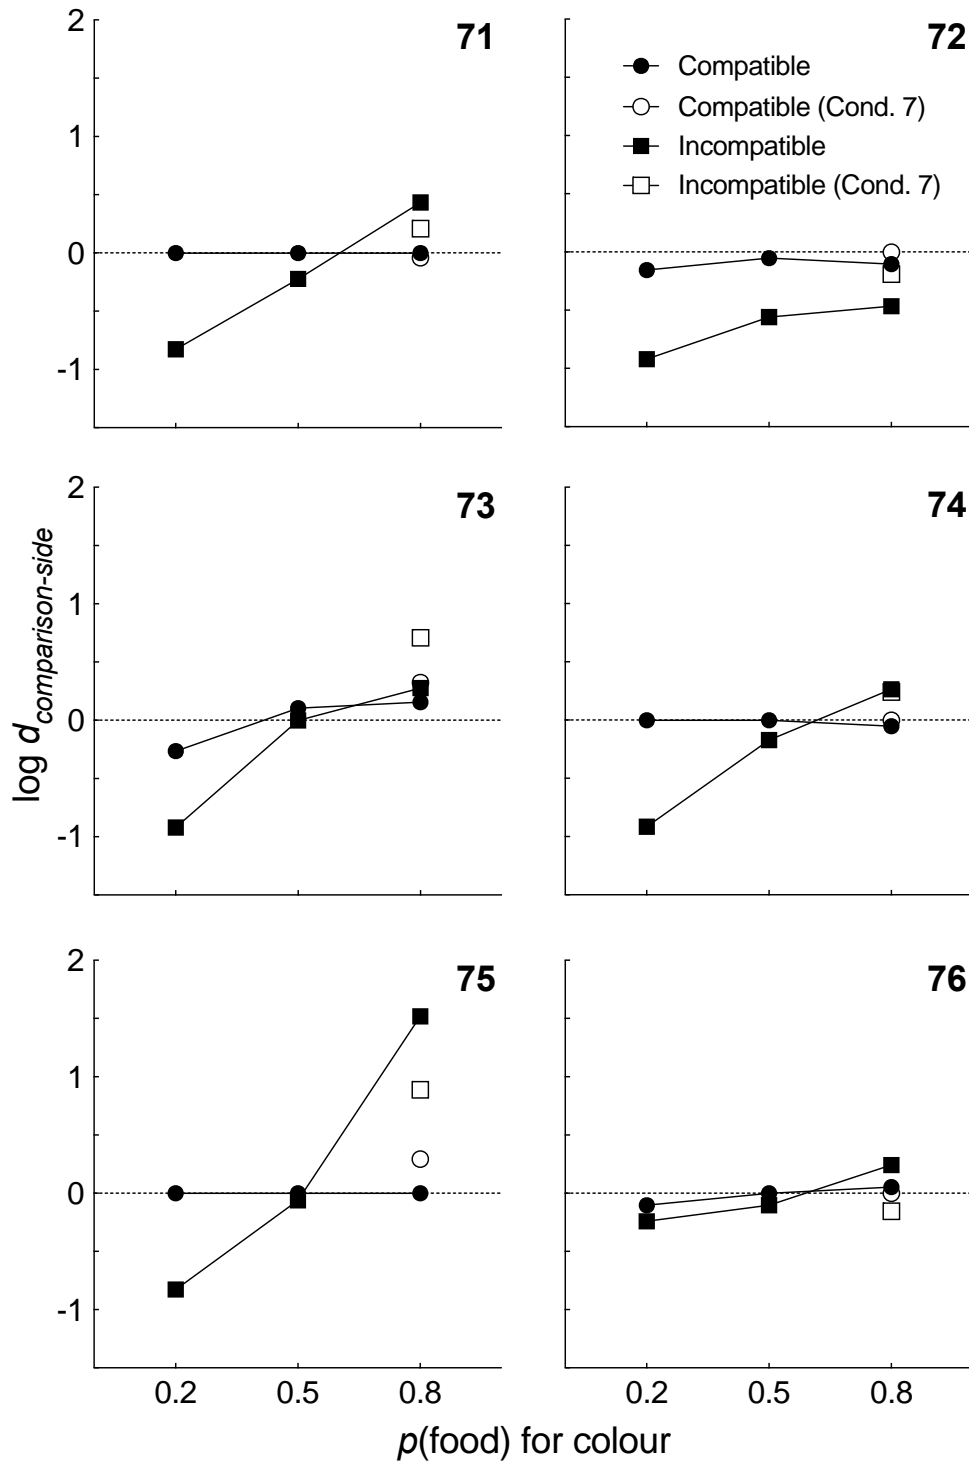 2
71
72
Compatible
Compatible (Cond. 7)
Incompatible
Incompatible (Cond. 7)
1
0
-1
2
73
74
1
0
-1
log d comparison-side
2
75
76
1
0
-1
0.2 0.5 0.8 0.2 0.5 0.8
p(food) for colour